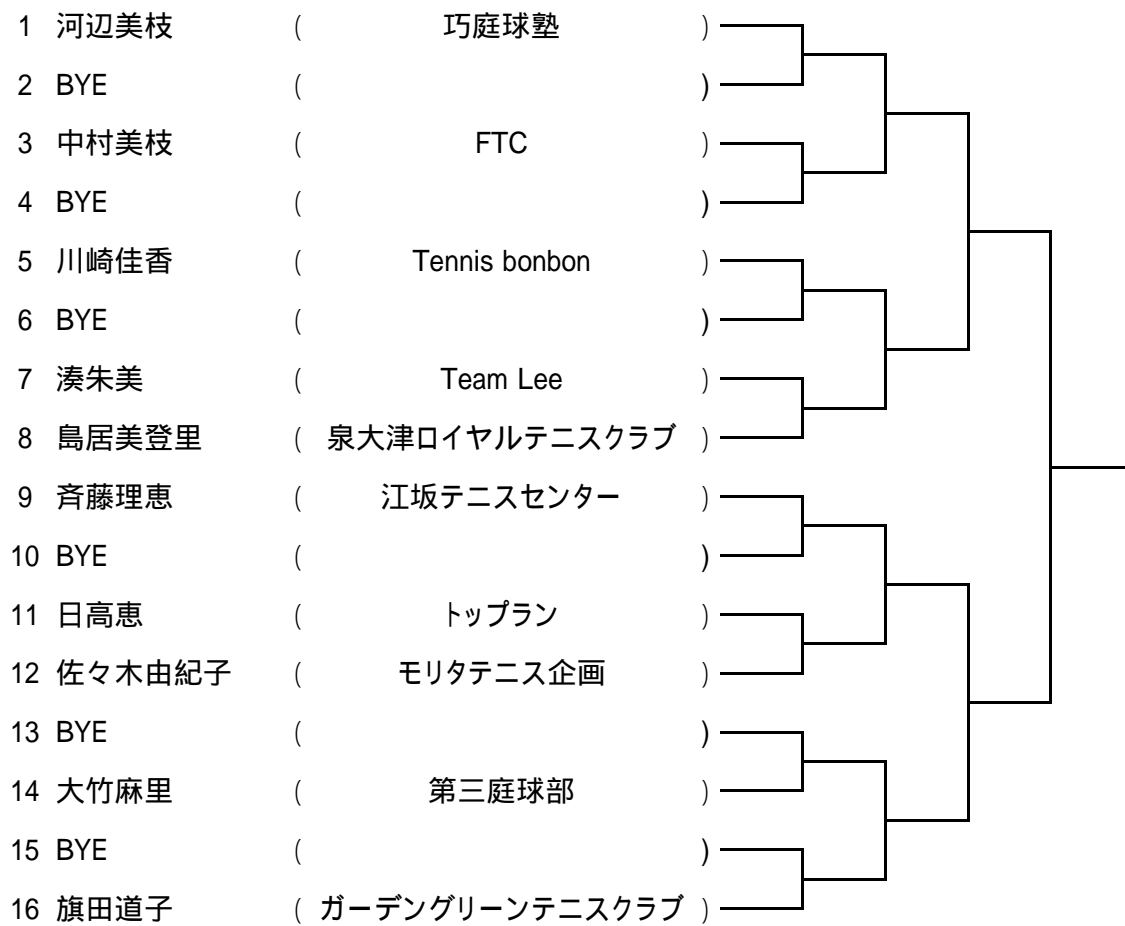 1 河辺美枝 ( 巧庭球塾 )
2 BYE ( )
3 中村美枝 ( FTC )
4 BYE ( )
5 川崎佳香 ( Tennis bonbon )
6 BYE ( )
7 湊朱美 ( Team Lee )
8 島居美登里 ( 泉大津ロイヤルテニスクラブ )
9 斉藤理恵 ( 江坂テニスセンター )
10 BYE ( )
11 日高恵 ( トップラン )
12 佐々木由紀子 ( モリタテニス企画 )
13 BYE ( )
14 大竹麻里 ( 第三庭球部 )
15 BYE ( )
16 旗田道子 ( ガーデングリーンテニスクラブ )